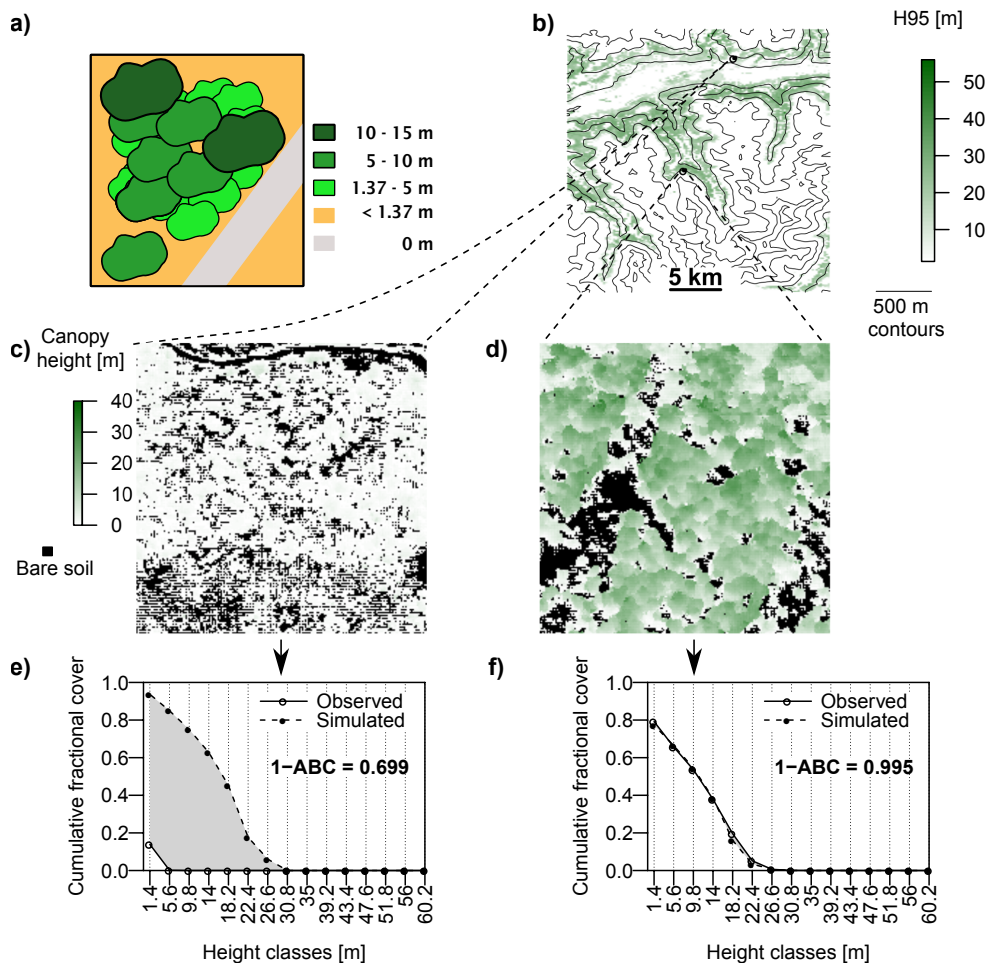 a)
10 - 15 m
5 - 10 m
1.37 - 5 m
< 1.37 m
0 m
b)
H95 [m]
50
40
30
20
10
5 km
500 m
contours
c)
Canopy
height [m]
40
30
20
10
0
Bare soil
d)
e)
Cumulative fractional cover
1.0
0.8
0.6
0.4
0.2
0.0
Observed
Simulated
1−ABC = 0.699
1.4
5.6
9.8
14
18.2
22.4
26.6
30.8
35
39.2
43.4
47.6
51.8
56
60.2
Height classes [m]
f)
Cumulative fractional cover
1.0
0.8
0.6
0.4
0.2
0.0
Observed
Simulated
1−ABC = 0.995
1.4
5.6
9.8
14
18.2
22.4
26.6
30.8
35
39.2
43.4
47.6
51.8
56
60.2
Height classes [m]